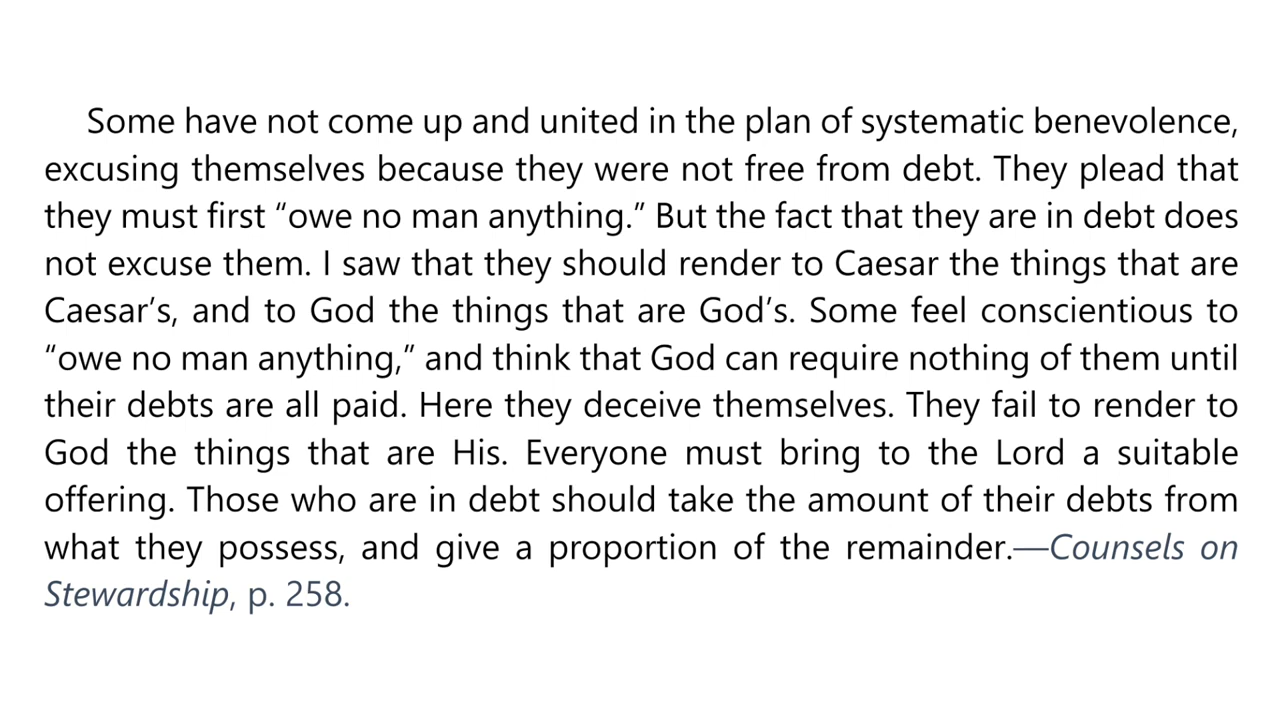 Some have not come up and united in the plan of systematic benevolence,
excusing themselves because they were not free from debt. They plead that
they must first “owe no man anything.” But the fact that they are in debt does
not excuse them. I saw that they should render to Caesar the things that are
Caesar’s, and to God the things that are God’s. Some feel conscientious to
“owe no man anything,” and think that God can require nothing of them until
their debts are all paid. Here they deceive themselves. They fail to render to
God the things that are His. Everyone must bring to the Lord a suitable
offering. Those who are in debt should take the amount of their debts from
what they possess, and give a proportion of the remainder.—Counsels on
Stewardship, p. 258.